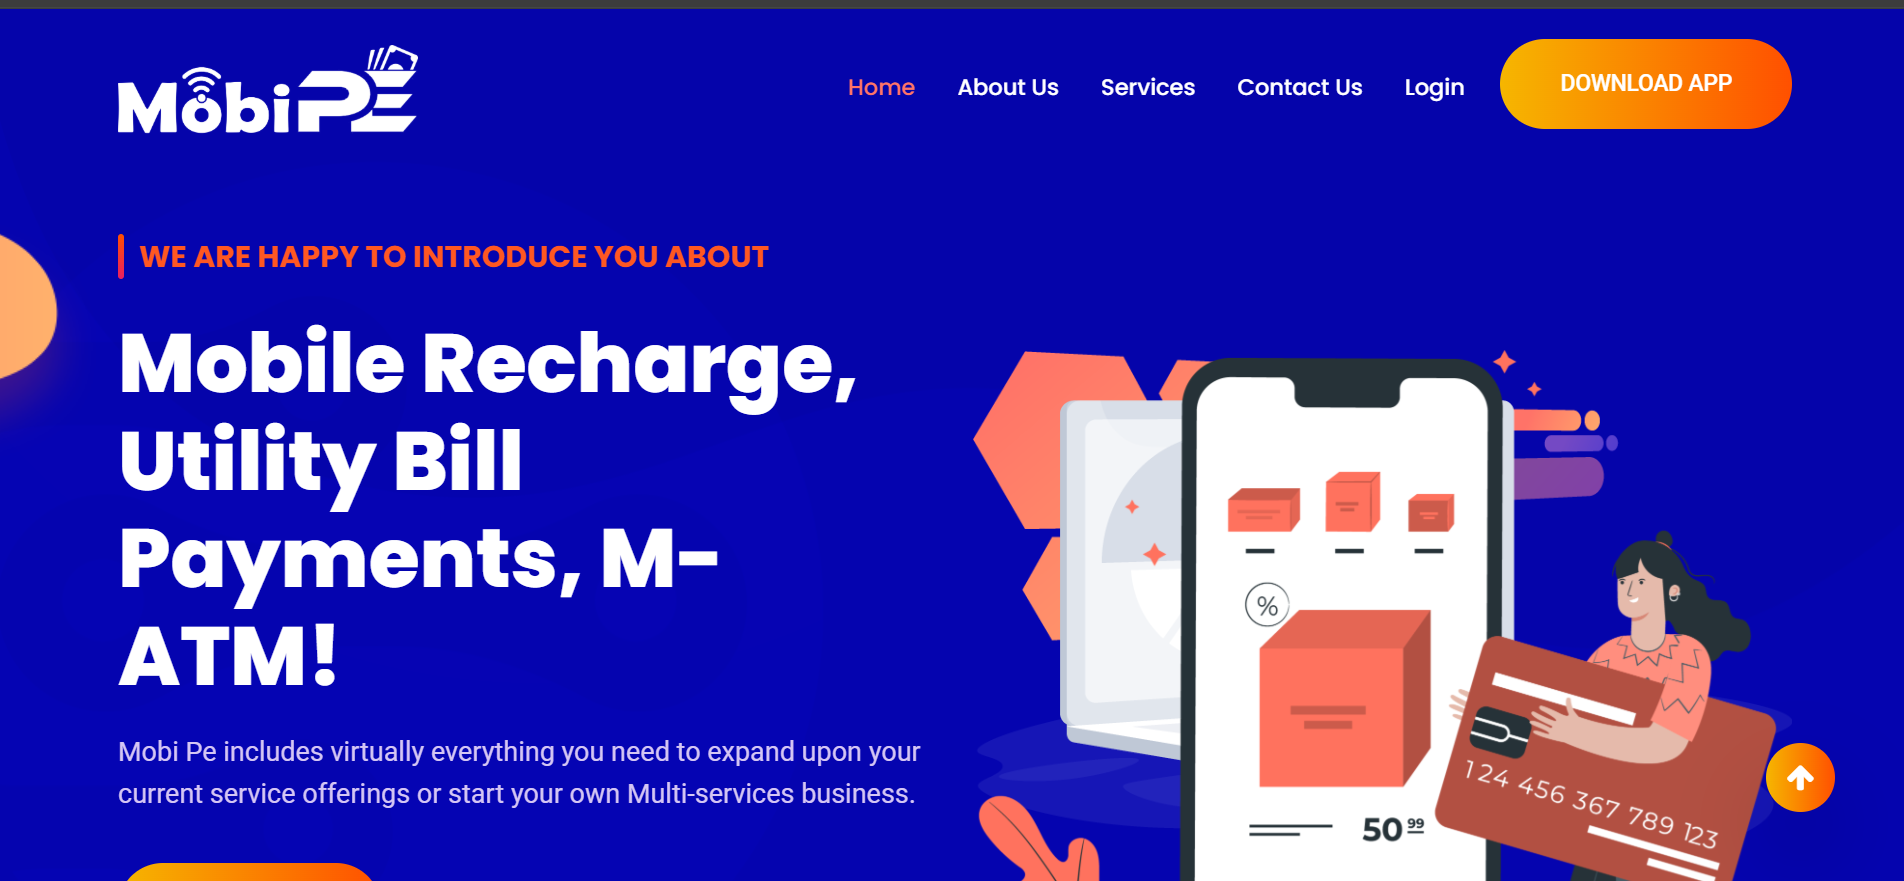 MobiPE
Home About Us Services Contact Us Login DOWNLOAD APP
WE ARE HAPPY TO INTRODUCE YOU ABOUT
Mobile Recharge,
Utility Bill
Payments, M-
ATM!
Mobi Pe includes virtually everything you need to expand upon your
current service offerings or start your own Multi-services business.
%
50 99
124 456 367 789 123